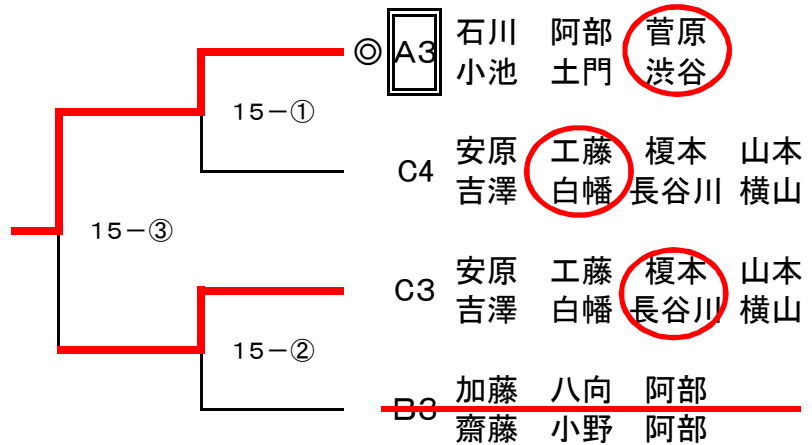 ◎ A3 石川 阿部 菅原
小池 土門 渋谷
15-①
C4 安原 工藤 榎本 山本
吉澤 白幡 長谷川 横山
15-③
C3 安原 工藤 榎本 山本
吉澤 白幡 長谷川 横山
15-②
B3 加藤 八向 阿部
齋藤 小野 阿部